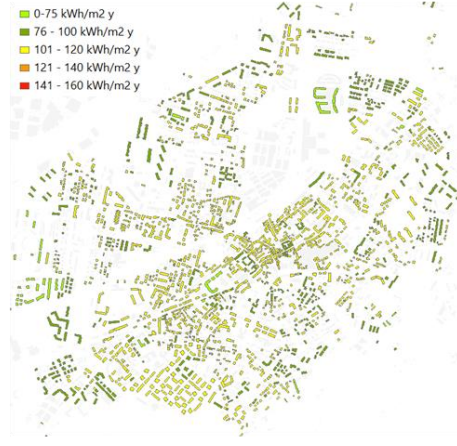 0-75 kWh/m2 y
76 - 100 kWh/m2 y
101 - 120 kWh/m2 y
121 - 140 kWh/m2 y
141 - 160 kWh/m2 y